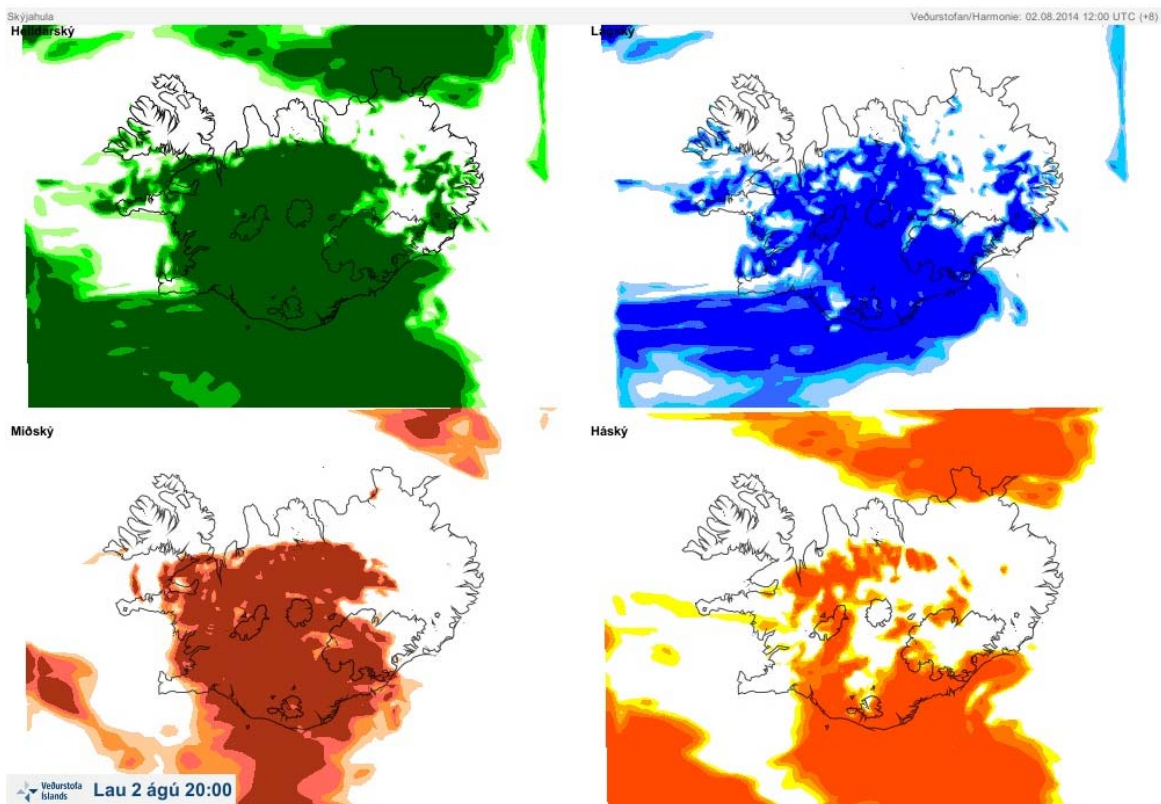 Skýjahula
Veðurstofan/Harmonie: 02.08.2014 12:00 UTC (+8)
Heildarský
Lágský
Miðský
Háský
Veðurstofa
Íslands
Lau 2 ágú 20:00